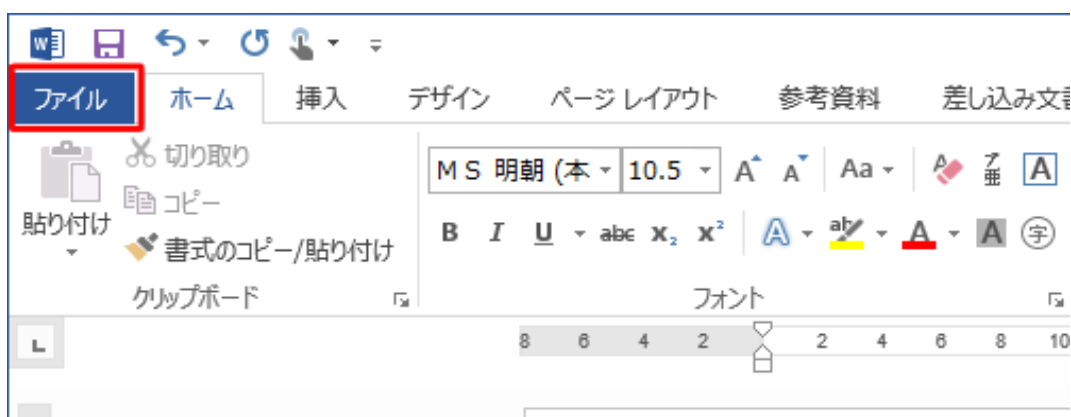 ファイル ホーム 挿入 デザイン ページ レイアウト 参考資料 差し込み文書
切り取り
コピー
書式のコピー/貼り付け
貼り付け
クリップボード
ＭＳ 明朝 (本 10.5 A A Aa ア亜 A
B I U abc X₂ X² A ab A A 字
フォント
L 8 6 4 2 2 4 6 8 10